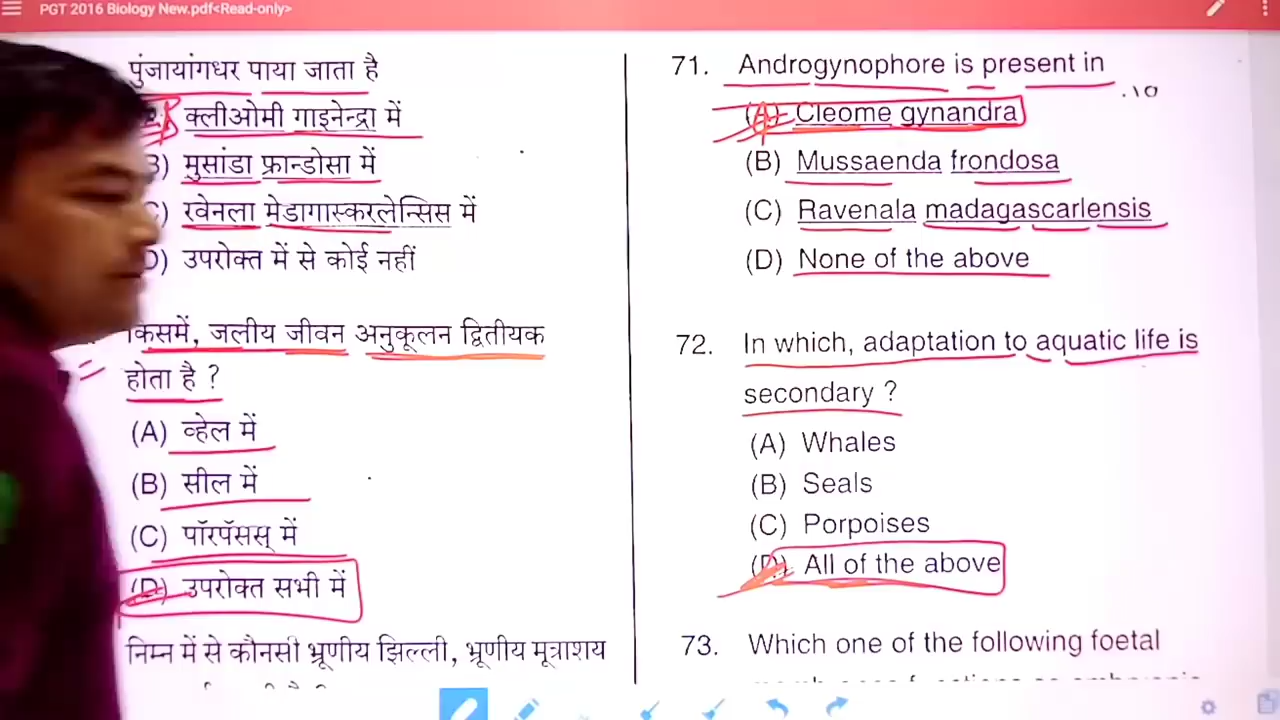 PGT 2016 Biology New.pdf<Read-only>
पुंजायांगधर पाया जाता है
क्लीओमी गाइनेन्द्रा में
B) मुसांडा फ्रान्डोसा में
C) रवेनला मेडागास्करलेन्सिस में
D) उपरोक्त में से कोई नहीं
किसमें, जलीय जीवन अनुकूलन द्वितीयक
होता है ?
(A) व्हेल में
(B) सील में
(C) पॉरपॅसस् में
(D) उपरोक्त सभी में
निम्न में से कौनसी भ्रूणीय झिल्ली, भ्रूणीय मूत्राशय
71. Androgynophore is present in
(A) Cleome gynandra
(B) Mussaenda frondosa
(C) Ravenala madagascarlensis
(D) None of the above
72. In which, adaptation to aquatic life is
secondary ?
(A) Whales
(B) Seals
(C) Porpoises
(D) All of the above
73. Which one of the following foetal